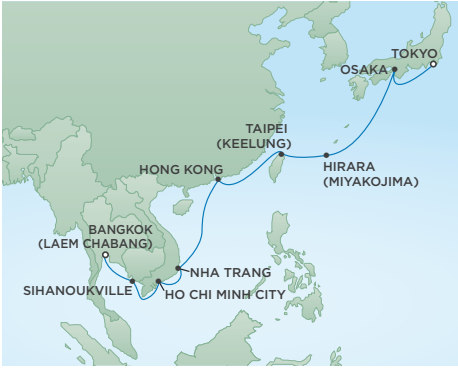 TOKYO
OSAKA
TAIPEI
(KEELUNG)
HONG KONG
HIRARA
(MIYAKOJIMA)
BANGKOK
(LAEM CHABANG)
NHA TRANG
SIHANOUKVILLE
HO CHI MINH CITY